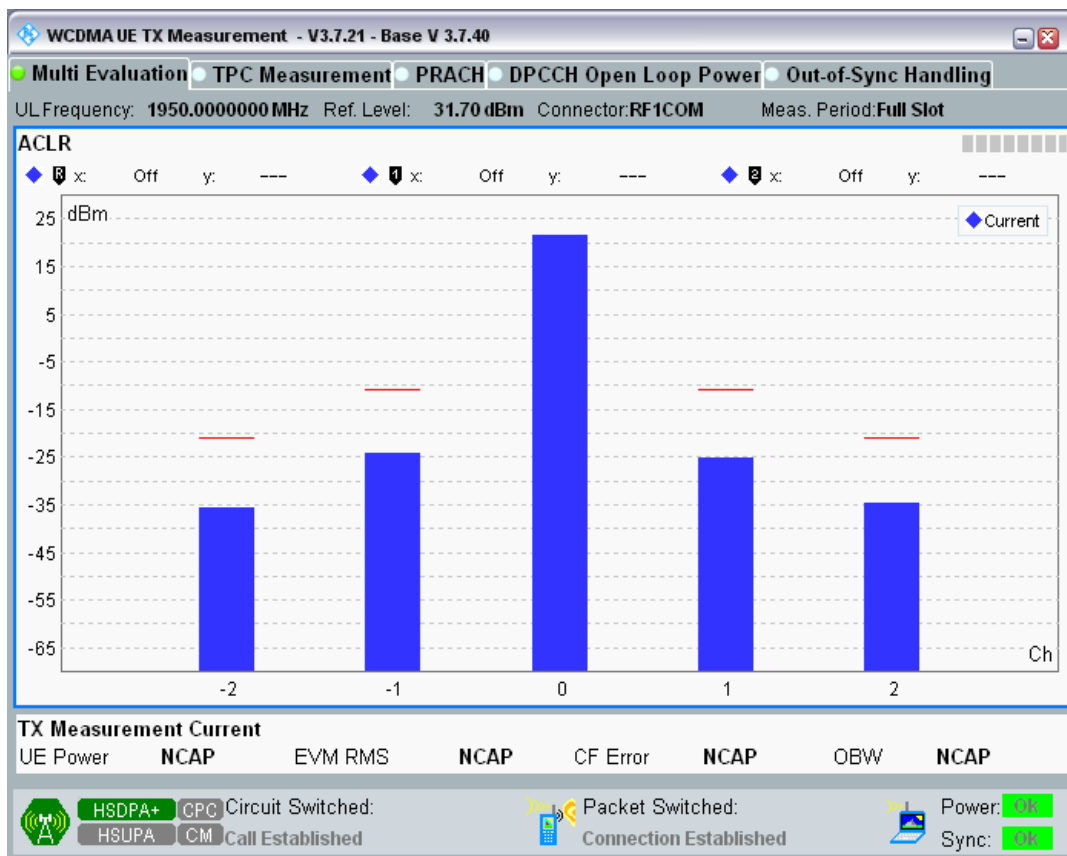 WCDMA UE TX Measurement - V3.7.21 - Base V 3.7.40
Multi Evaluation TPC Measurement PRACH DPCCH Open Loop Power Out-of-Sync Handling
UL Frequency: 1950.0000000 MHz Ref. Level: 31.70 dBm Connector:RF1COM Meas. Period:Full Slot
ACLR
R x: Off y: --- 1 x: Off y: --- 2 x: Off y: ---
dBm
Current
25
15
5
-5
-15
-25
-35
-45
-55
-65
Ch
-2 -1 0 1 2
TX Measurement Current
UE Power NCAP EVM RMS NCAP CF Error NCAP OBW NCAP
HSDPA+ CPC Circuit Switched: Packet Switched: Power: Ok
HSUPA CM Call Established Connection Established Sync: Ok